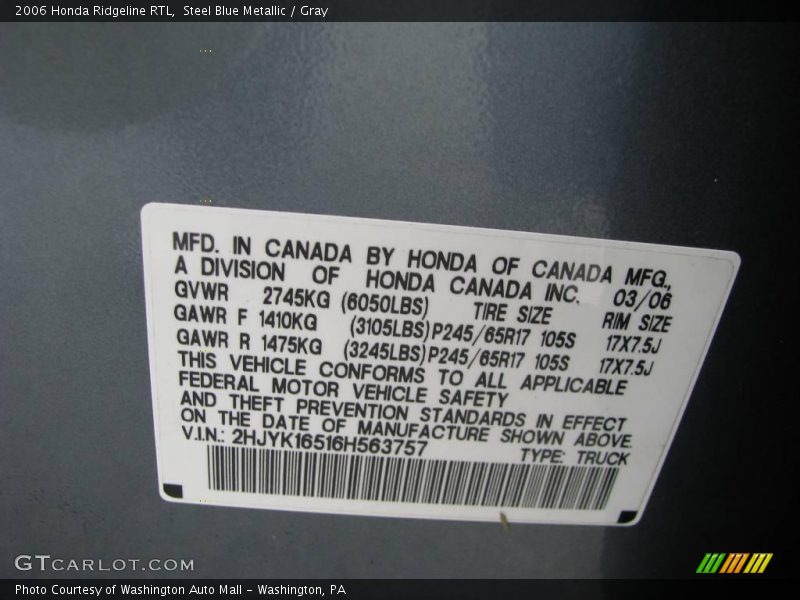 2006 Honda Ridgeline RTL, Steel Blue Metallic / Gray
MFD. IN CANADA BY HONDA OF CANADA MFG.,
A DIVISION OF HONDA CANADA INC. 03/06
GVWR 2745KG (6050LBS) TIRE SIZE RIM SIZE
GAWR F 1410KG (3105LBS) P245/65R17 105S 17X7.5J
GAWR R 1475KG (3245LBS) P245/65R17 105S 17X7.5J
THIS VEHICLE CONFORMS TO ALL APPLICABLE
FEDERAL MOTOR VEHICLE SAFETY
AND THEFT PREVENTION STANDARDS IN EFFECT
ON THE DATE OF MANUFACTURE SHOWN ABOVE.
V.I.N.: 2HJYK16516H563757 TYPE: TRUCK
GTCARLOT.COM
Photo Courtesy of Washington Auto Mall - Washington, PA